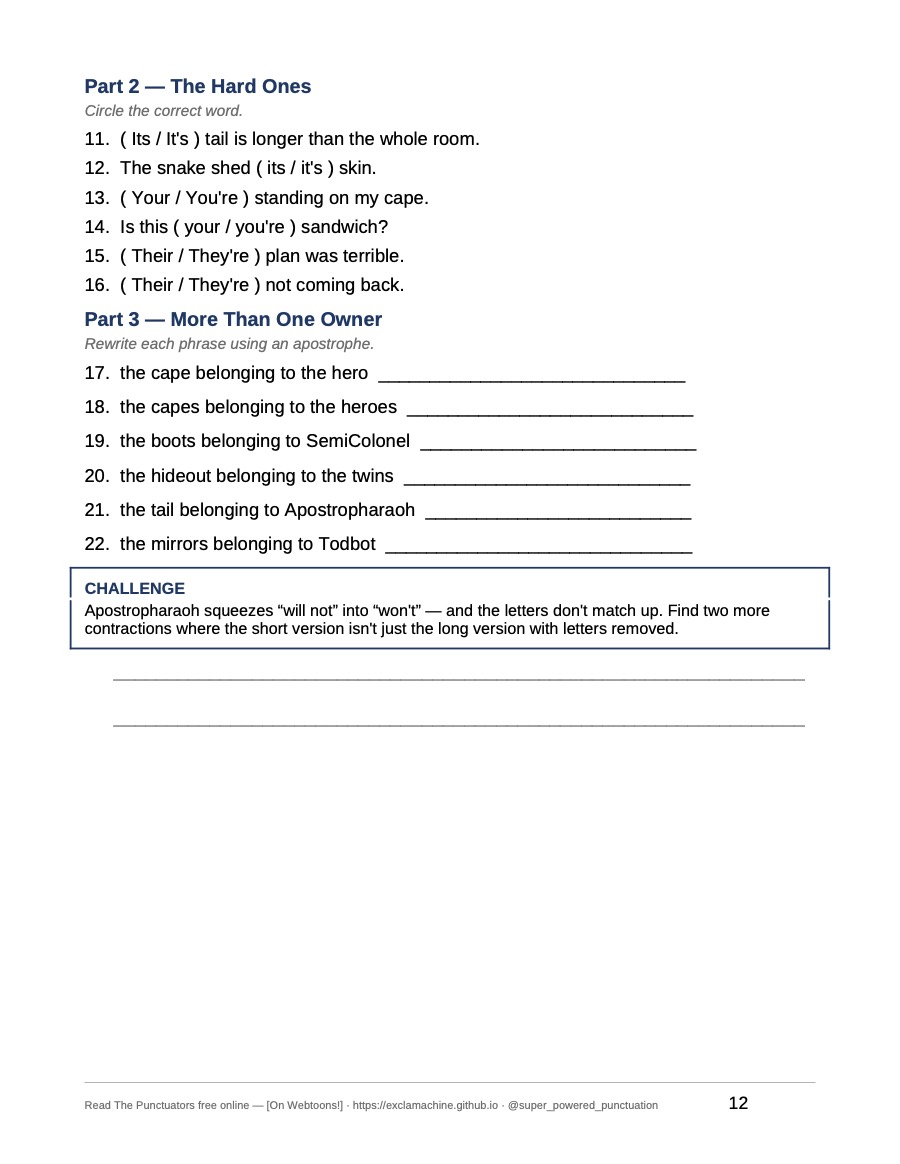 Part 2 — The Hard Ones
Circle the correct word.
11. ( Its / It's ) tail is longer than the whole room.
12. The snake shed ( its / it's ) skin.
13. ( Your / You're ) standing on my cape.
14. Is this ( your / you're ) sandwich?
15. ( Their / They're ) plan was terrible.
16. ( Their / They're ) not coming back.
Part 3 — More Than One Owner
Rewrite each phrase using an apostrophe.
17. the cape belonging to the hero ______________________________
18. the capes belonging to the heroes ____________________________
19. the boots belonging to SemiColonel ___________________________
20. the hideout belonging to the twins ____________________________
21. the tail belonging to Apostropharaoh __________________________
22. the mirrors belonging to Todbot ______________________________
CHALLENGE
Apostropharaoh squeezes “will not” into “won't” — and the letters don't match up. Find two more
contractions where the short version isn't just the long version with letters removed.
Read The Punctuators free online — [On Webtoons!] · https://exclamachine.github.io · @super_powered_punctuation 12